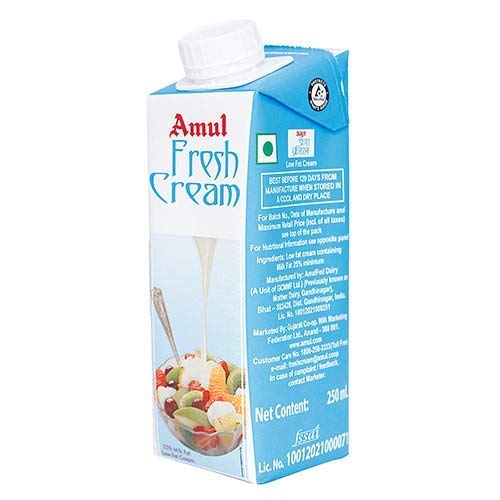 Amul
Fresh
Cream
25% Milk Fat
Low Fat Cream
Low Fat Cream
BEST BEFORE 120 DAYS FROM
MANUFACTURE WHEN STORED IN
A COOL AND DRY PLACE
For Batch No., Date of Manufacture and
Maximum Retail Price (incl. of all taxes)
see top of the pack
For Nutritional Information see opposite panel
Ingredients: Low fat cream containing
Milk Fat 25% minimum
Manufactured by: AmulFed Dairy
(A Unit of GCMMF Ltd.) (Previously known as
Mother Dairy, Gandhinagar),
Bhat – 382428, Dist. Gandhinagar, India.
Lic. No. 10012021000251
Marketed By: Gujarat Co-op. Milk Marketing
Federation Ltd., Anand - 388 001.
www.amul.com
Customer Care No. 1800-258-3333(Toll Free)
e-mail: freshcream@amul.coop
In case of complaint / feedback,
contact Marketer.
Net Content: 250 mL
fssai
Lic. No. 10012021000071